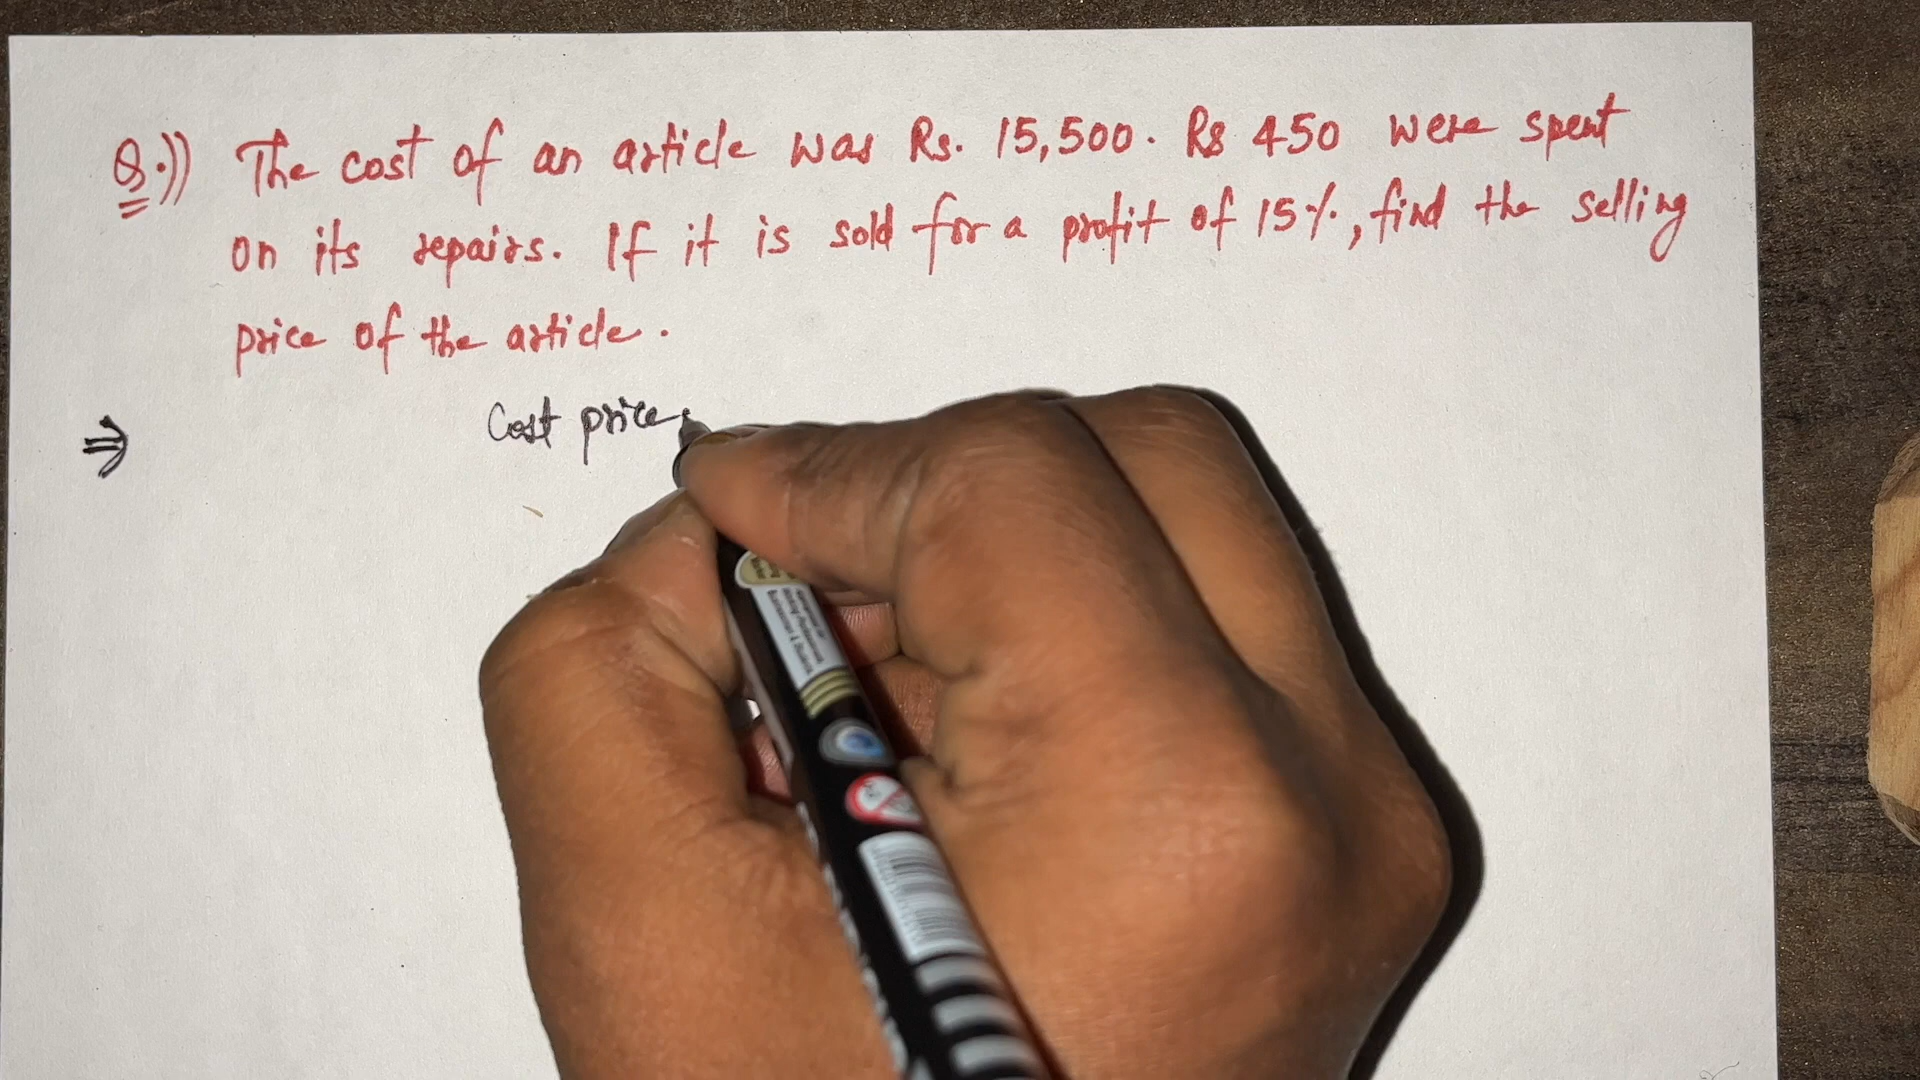 Q.)) The cost of an article was Rs. 15,500. Rs 450 were spent
on its repairs. If it is sold for a profit of 15%, find the selling
price of the article.
⇒ Cost price